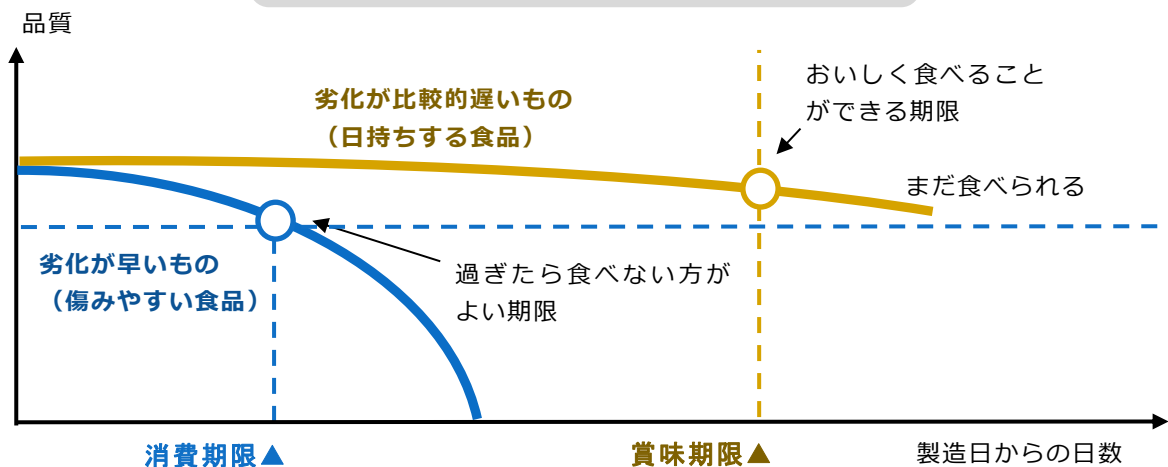 品質
おいしく食べること
ができる期限
劣化が比較的遅いもの
（日持ちする食品）
まだ食べられる
劣化が早いもの
（傷みやすい食品）
過ぎたら食べない方が
よい期限
消費期限▲
賞味期限▲
製造日からの日数